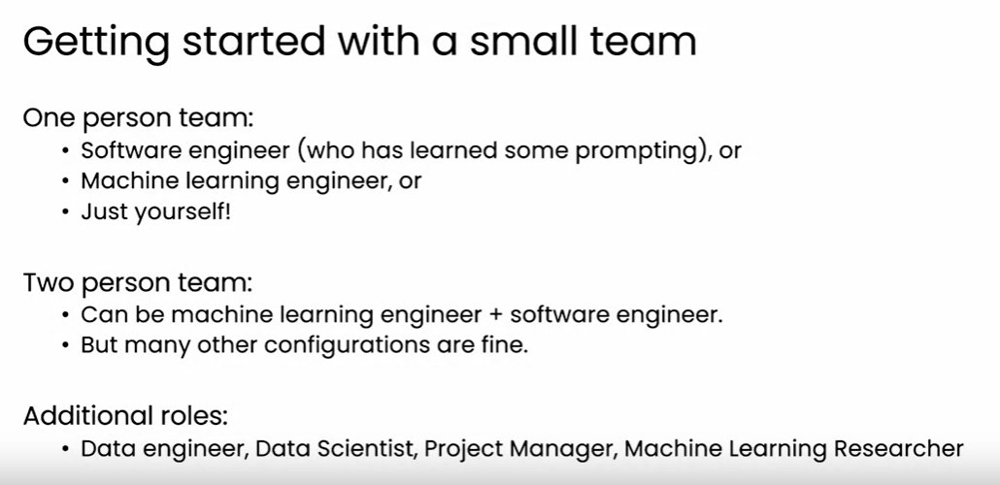 Getting started with a small team
One person team:
• Software engineer (who has learned some prompting), or
• Machine learning engineer, or
• Just yourself!
Two person team:
• Can be machine learning engineer + software engineer.
• But many other configurations are fine.
Additional roles:
• Data engineer, Data Scientist, Project Manager, Machine Learning Researcher